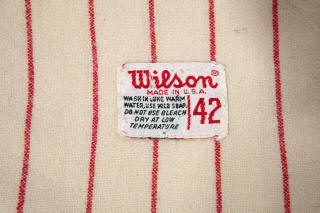 Wilson®
MADE IN U.S.A.
WASH IN LUKE WARM
WATER, USE MILD SOAP.
DO NOT USE BLEACH
DRY AT LOW
TEMPERATURE
42